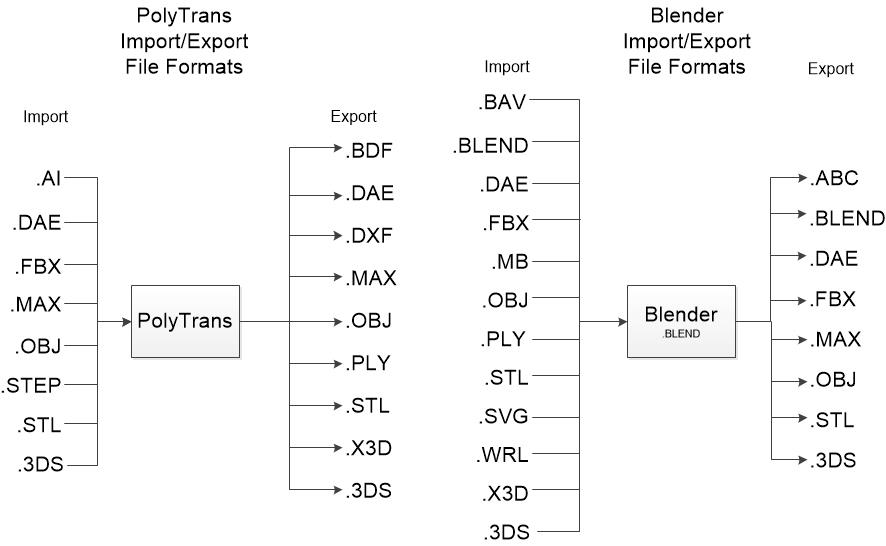 PolyTrans
Import/Export
File Formats
Import
Export
.AI
.DAE
.FBX
.MAX
.OBJ
.STEP
.STL
.3DS
PolyTrans
.BDF
.DAE
.DXF
.MAX
.OBJ
.PLY
.STL
.X3D
.3DS
Blender
Import/Export
File Formats
Import
Export
.BAV
.BLEND
.DAE
.FBX
.MB
.OBJ
.PLY
.STL
.SVG
.WRL
.X3D
.3DS
Blender
.BLEND
.ABC
.BLEND
.DAE
.FBX
.MAX
.OBJ
.STL
.3DS